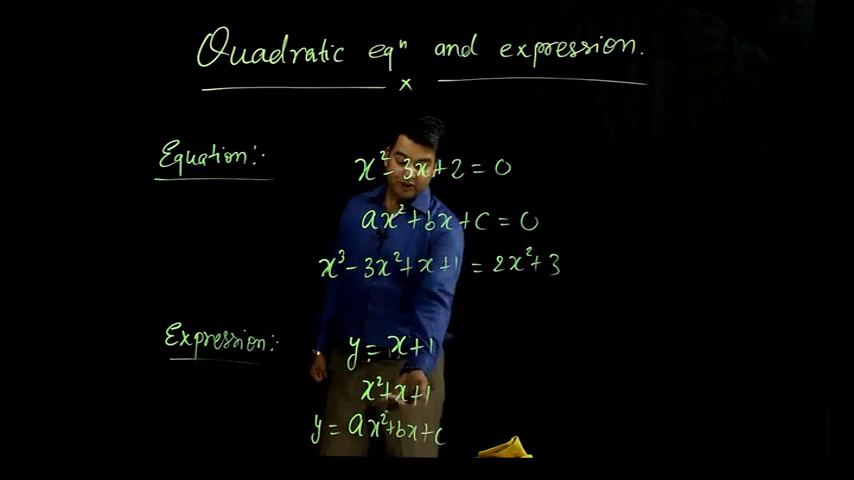 Quadratic eqⁿ and expression.
x
Equation:-
x² - 3x + 2 = 0
ax² + bx + c = 0
x³ - 3x² + x + 1 = 2x² + 3
Expression:-
y = x + 1
x² + x + 1
y = ax² + bx + c